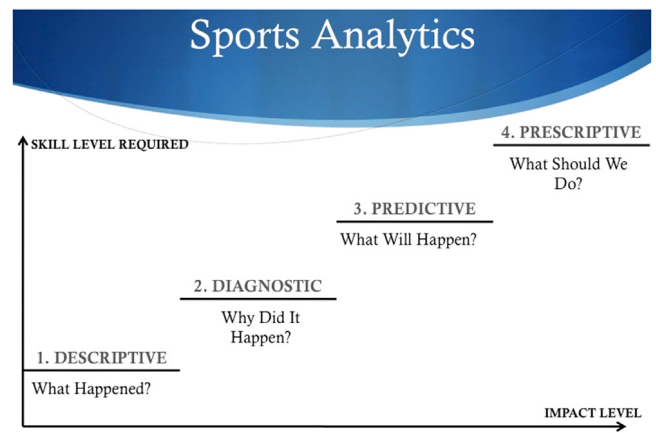 Sports Analytics
SKILL LEVEL REQUIRED
4. PRESCRIPTIVE
What Should We
Do?
3. PREDICTIVE
What Will Happen?
2. DIAGNOSTIC
Why Did It
Happen?
1. DESCRIPTIVE
What Happened?
IMPACT LEVEL